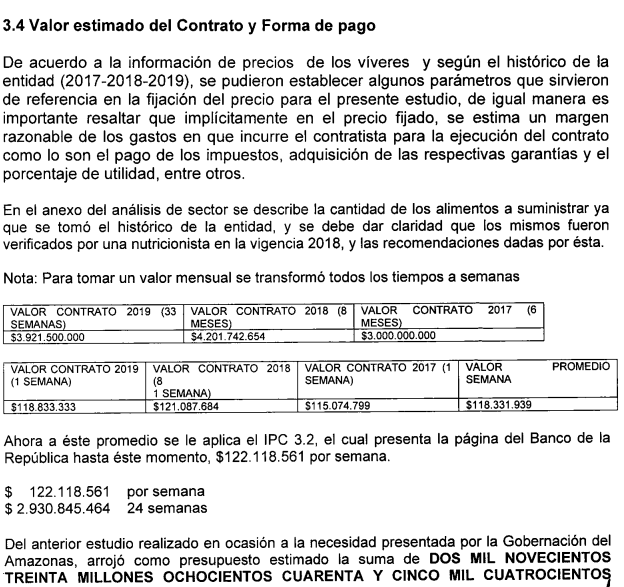 3.4 Valor estimado del Contrato y Forma de pago
De acuerdo a la información de precios de los víveres y según el histórico de la
entidad (2017-2018-2019), se pudieron establecer algunos parámetros que sirvieron
de referencia en la fijación del precio para el presente estudio, de igual manera es
importante resaltar que implícitamente en el precio fijado, se estima un margen
razonable de los gastos en que incurre el contratista para la ejecución del contrato
como lo son el pago de los impuestos, adquisición de las respectivas garantías y el
porcentaje de utilidad, entre otros.
En el anexo del análisis de sector se describe la cantidad de los alimentos a suministrar ya
que se tomó el histórico de la entidad, y se debe dar claridad que los mismos fueron
verificados por una nutricionista en la vigencia 2018, y las recomendaciones dadas por ésta.
Nota: Para tomar un valor mensual se transformó todos los tiempos a semanas
VALOR CONTRATO 2019 (33 VALOR CONTRATO 2018 (8 VALOR CONTRATO 2017 (6
SEMANAS) MESES) MESES)
$3.921.500.000 $4.201.742.654 $3.000.000.000
VALOR CONTRATO 2019 VALOR CONTRATO 2018 VALOR CONTRATO 2017 (1 VALOR PROMEDIO
(1 SEMANA) (8 SEMANA) SEMANA
1 SEMANA)
$118.833.333 $121.087.684 $115.074.799 $118.331.939
Ahora a éste promedio se le aplica el IPC 3.2, el cual presenta la página del Banco de la
República hasta éste momento, $122.118.561 por semana.
$ 122.118.561 por semana
$ 2.930.845.464 24 semanas
Del anterior estudio realizado en ocasión a la necesidad presentada por la Gobernación del
Amazonas, arrojó como presupuesto estimado la suma de DOS MIL NOVECIENTOS
TREINTA MILLONES OCHOCIENTOS CUARENTA Y CINCO MIL CUATROCIENTOS